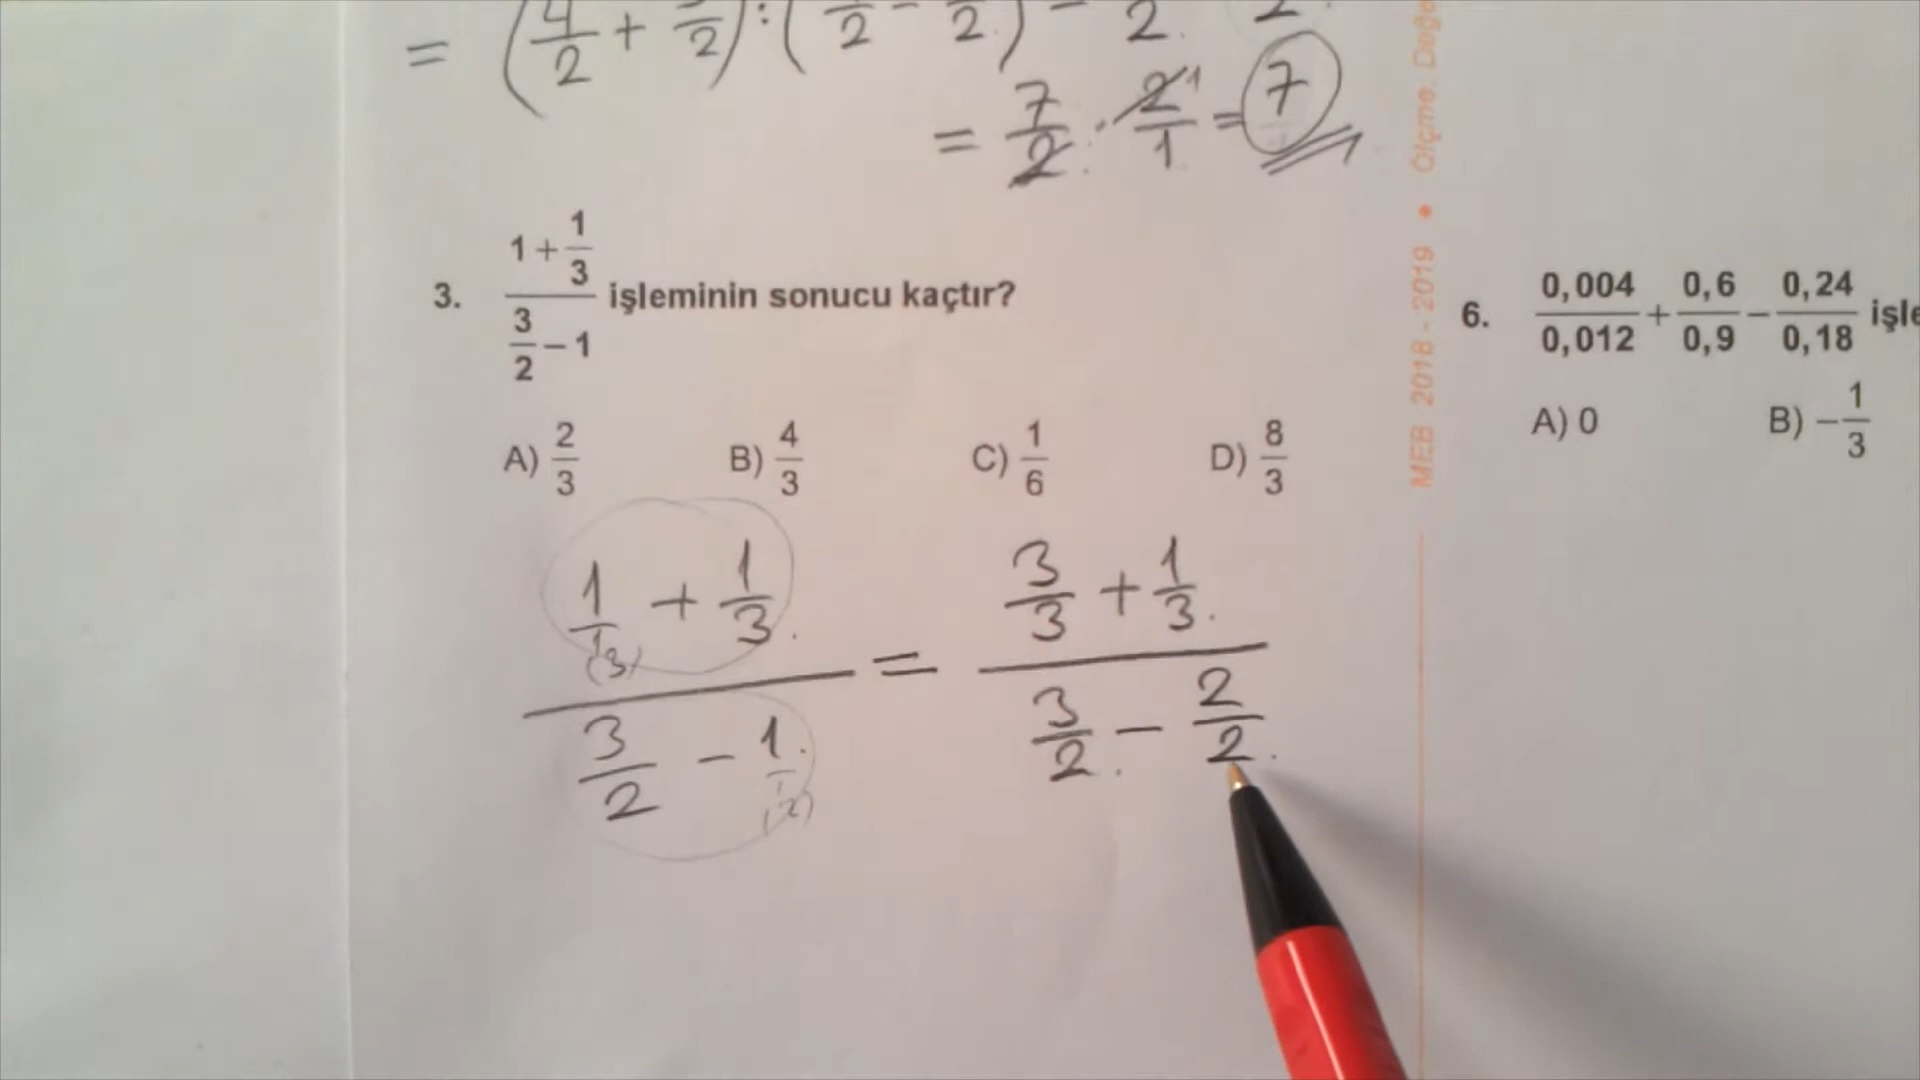 = (4/2 + /2) : ( /2 - /2) = 2
= 7/2 · 2/1 = 7
3. (1 + 1/3)/(3/2 - 1) işleminin sonucu kaçtır?
A) 2/3 B) 4/3 C) 1/6 D) 8/3
(1/1 + 1/3)/(3/2 - 1/1) = (3/3 + 1/3)/(3/2 - 2/2)
(3)
(2)
MEB 2018 - 2019 • Ölçme, Değe
6. 0,004/0,012 + 0,6/0,9 - 0,24/0,18 işle
A) 0 B) -1/3